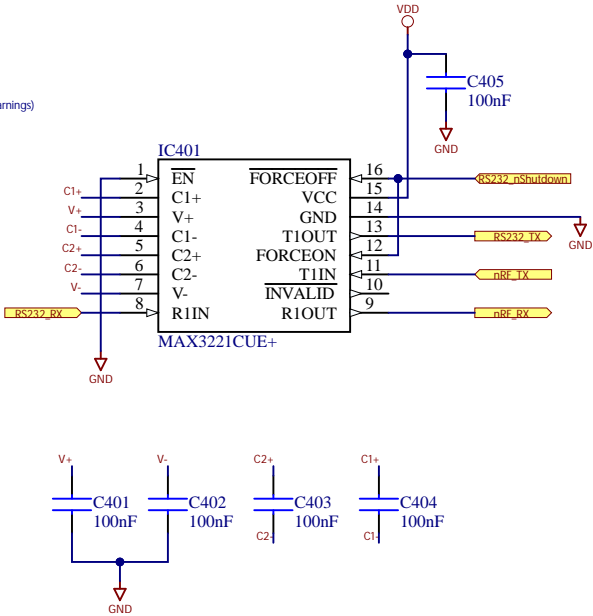 VDD
C405
100nF
GND
arnings)
IC401
1 EN FORCEOFF 16 RS232_nShutdown
C1+ 2 C1+ VCC 15
V+ 3 V+ GND 14
C1- 4 C1- T1OUT 13 RS232_TX
GND
C2+ 5 C2+ FORCEON 12
C2- 6 C2- T1IN 11 nRF_TX
V- 7 V- INVALID 10
RS232_RX 8 R1IN R1OUT 9 nRF_RX
MAX3221CUE+
GND
V+ V- C2+ C1+
C401 C402 C403 C404
100nF 100nF 100nF 100nF
C2- C1-
GND